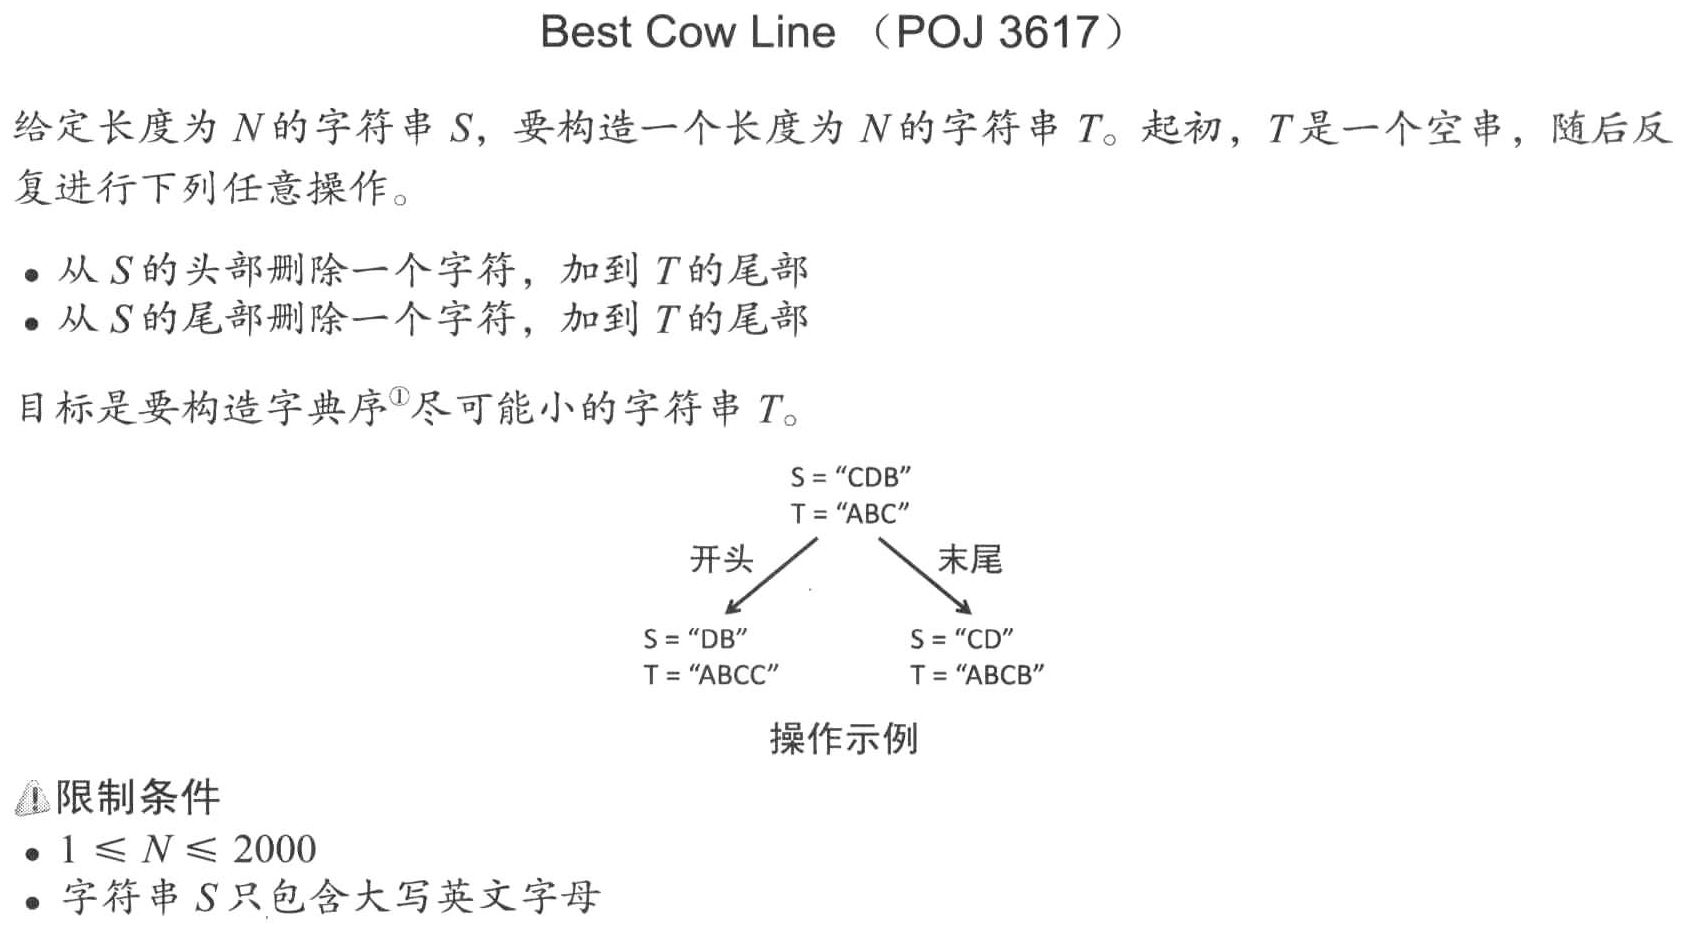 Best Cow Line （POJ 3617）
给定长度为 N 的字符串 S，要构造一个长度为 N 的字符串 T。起初，T 是一个空串，随后反
复进行下列任意操作。
• 从 S 的头部删除一个字符，加到 T 的尾部
• 从 S 的尾部删除一个字符，加到 T 的尾部
目标是要构造字典序①尽可能小的字符串 T。
S = “CDB”
T = “ABC”
开头 末尾
S = “DB” S = “CD”
T = “ABCC” T = “ABCB”
操作示例
限制条件
• 1 ≤ N ≤ 2000
• 字符串 S 只包含大写英文字母